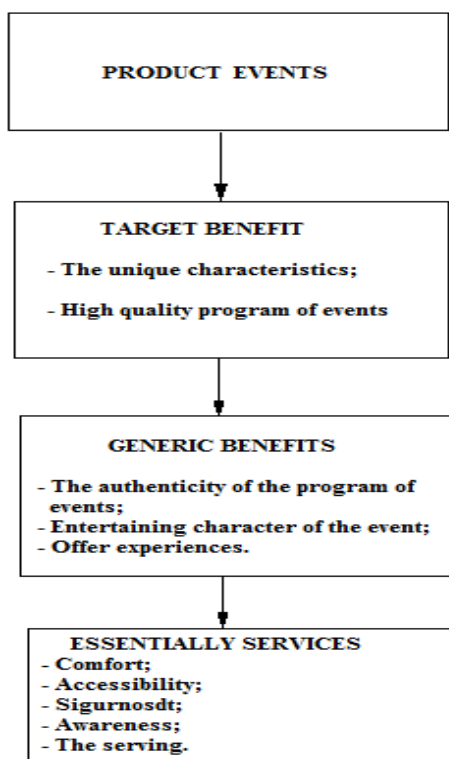 PRODUCT EVENTS
TARGET BENEFIT
- The unique characteristics;
- High quality program of events
GENERIC BENEFITS
- The authenticity of the program of
events;
- Entertaining character of the event;
- Offer experiences.
ESSENTIALLY SERVICES
- Comfort;
- Accessibility;
- Sigurnosdt;
- Awareness;
- The serving.